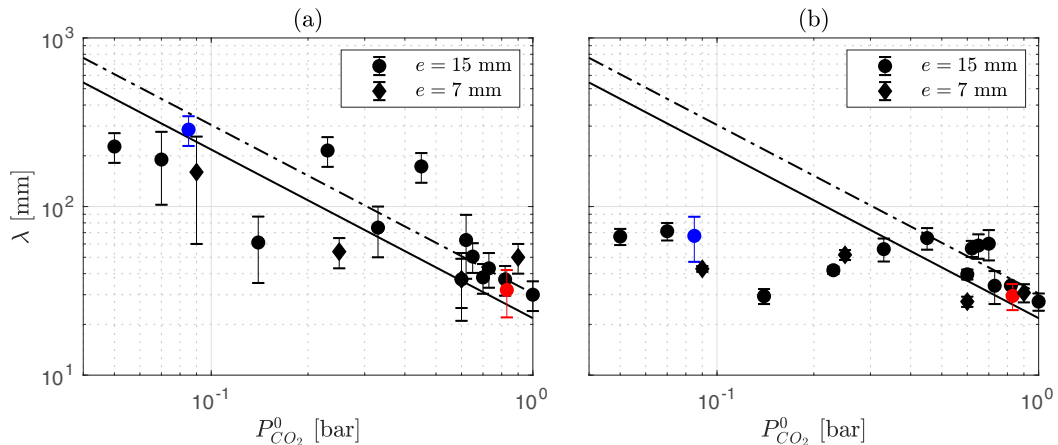 (a)
10^3
10^2
10^1
λ [mm]
e = 15 mm
e = 7 mm
10^-1
10^0
P^0_{CO_2} [bar]
(b)
e = 15 mm
e = 7 mm
10^-1
10^0
P^0_{CO_2} [bar]